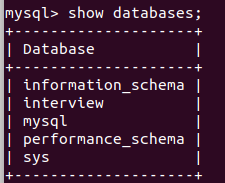 mysql> show databases;
+--------------------+
| Database           |
+--------------------+
| information_schema |
| interview          |
| mysql              |
| performance_schema |
| sys                |
+--------------------+